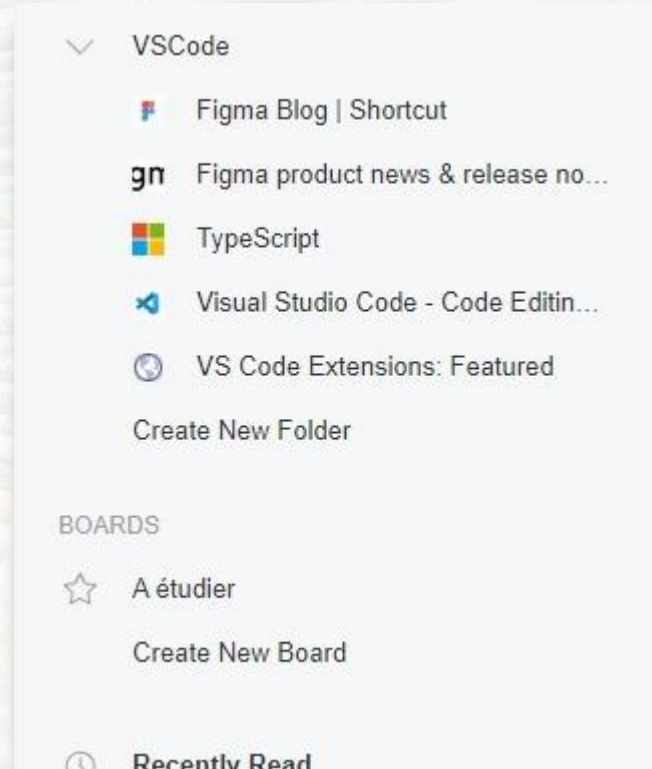 VSCode
Figma Blog | Shortcut
gm Figma product news & release no...
TypeScript
Visual Studio Code - Code Editin...
VS Code Extensions: Featured
Create New Folder
BOARDS
A étudier
Create New Board
Recently Read